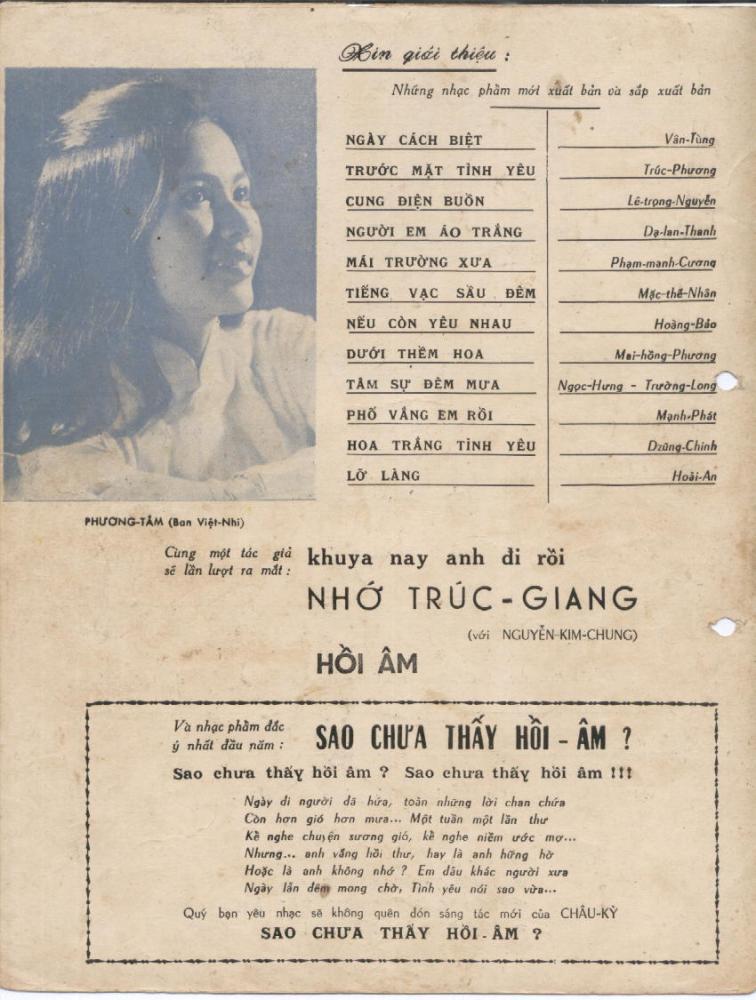 Xin giới thiệu :
Những nhạc phẩm mới xuất bản và sắp xuất bản
NGÀY CÁCH BIỆT Vân-Tùng
TRƯỚC MẶT TÌNH YÊU Trúc-Phương
CUNG ĐIỆN BUỒN Lê-trọng-Nguyễn
NGƯỜI EM ÁO TRẮNG Dạ-lan-Thanh
MÁI TRƯỜNG XƯA Phạm-mạnh-Cương
TIẾNG VẠC SẦU ĐÊM Mặc-thế-Nhân
NẾU CÒN YÊU NHAU Hoàng-Bảo
DƯỚI THỀM HOA Mai-hồng-Phương
TÂM SỰ ĐÊM MƯA Ngọc-Hưng - Trường-Long
PHỐ VẮNG EM RỒI Mạnh-Phát
HOA TRẮNG TÌNH YÊU Dzũng-Chinh
LỠ LÀNG Hoài-An
PHƯƠNG-TÂM (Ban Việt-Nhi)
Cùng một tác giả
sẽ lần lượt ra mắt :
khuya nay anh đi rồi
NHỚ TRÚC-GIANG
(với NGUYỄN-KIM-CHUNG)
HỒI ÂM
Và nhạc phẩm đắc
ý nhất đầu năm :
SAO CHƯA THẤY HỒI - ÂM ?
Sao chưa thấy hồi âm ? Sao chưa thấy hồi âm !!!
Ngày đi người đã hứa, toàn những lời chan chứa
Còn hơn gió hơn mưa... Một tuần một lần thư
Kể nghe chuyện sương gió, kể nghe niềm ước mơ...
Nhưng... anh vắng hồi thư, hay là anh hững hờ
Hoặc là anh không nhớ ? Em đâu khác người xưa
Ngày lẫn đêm mong chờ, Tình yêu nói sao vừa...
Quý bạn yêu nhạc sẽ không quên đón sáng tác mới của CHÂU-KỲ
SAO CHƯA THẤY HỒI - ÂM ?